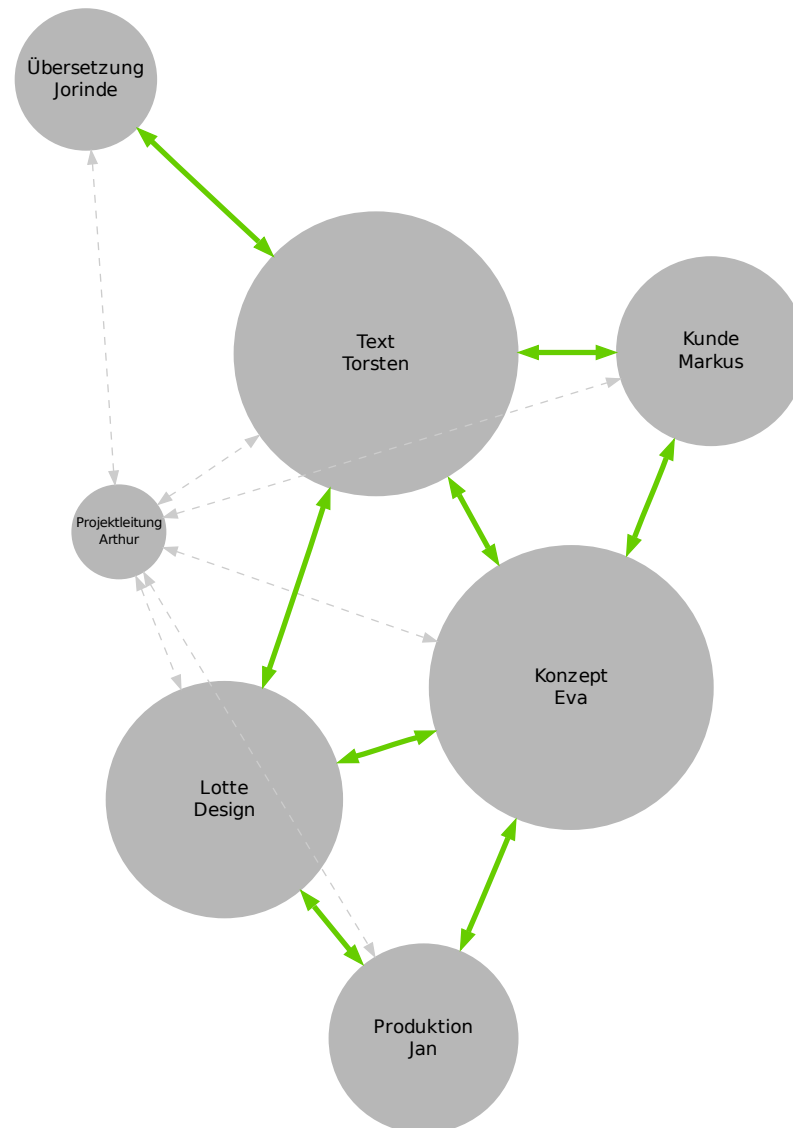 Übersetzung
Jorinde
Text
Torsten
Kunde
Markus
Projektleitung
Arthur
Konzept
Eva
Lotte
Design
Produktion
Jan